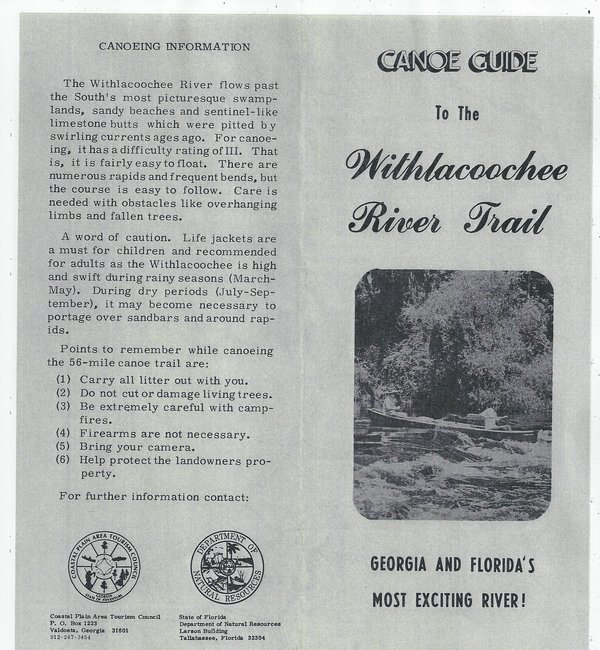 CANOEING INFORMATION
The Withlacoochee River flows past
the South's most picturesque swamp-
lands, sandy beaches and sentinel-like
limestone butts which were pitted by
swirling currents ages ago. For canoe-
ing, it has a difficulty rating of III. That
is, it is fairly easy to float. There are
numerous rapids and frequent bends, but
the course is easy to follow. Care is
needed with obstacles like overhanging
limbs and fallen trees.
A word of caution. Life jackets are
a must for children and recommended
for adults as the Withlacoochee is high
and swift during rainy seasons (March-
May). During dry periods (July-Sep-
tember), it may become necessary to
portage over sandbars and around rap-
ids.
Points to remember while canoeing
the 56-mile canoe trail are:
(1) Carry all litter out with you.
(2) Do not cut or damage living trees.
(3) Be extremely careful with camp-
fires.
(4) Firearms are not necessary.
(5) Bring your camera.
(6) Help protect the landowners pro-
perty.
For further information contact:
COASTAL PLAIN AREA TOURISM COUNCIL
DEPARTMENT OF NATURAL RESOURCES
Coastal Plain Area Tourism Council
P. O. Box 1223
Valdosta, Georgia 31601
912-247-3454
State of Florida
Department of Natural Resources
Larson Building
Tallahassee, Florida 32304
CANOE GUIDE
To The
Withlacoochee
River Trail
GEORGIA AND FLORIDA'S
MOST EXCITING RIVER!